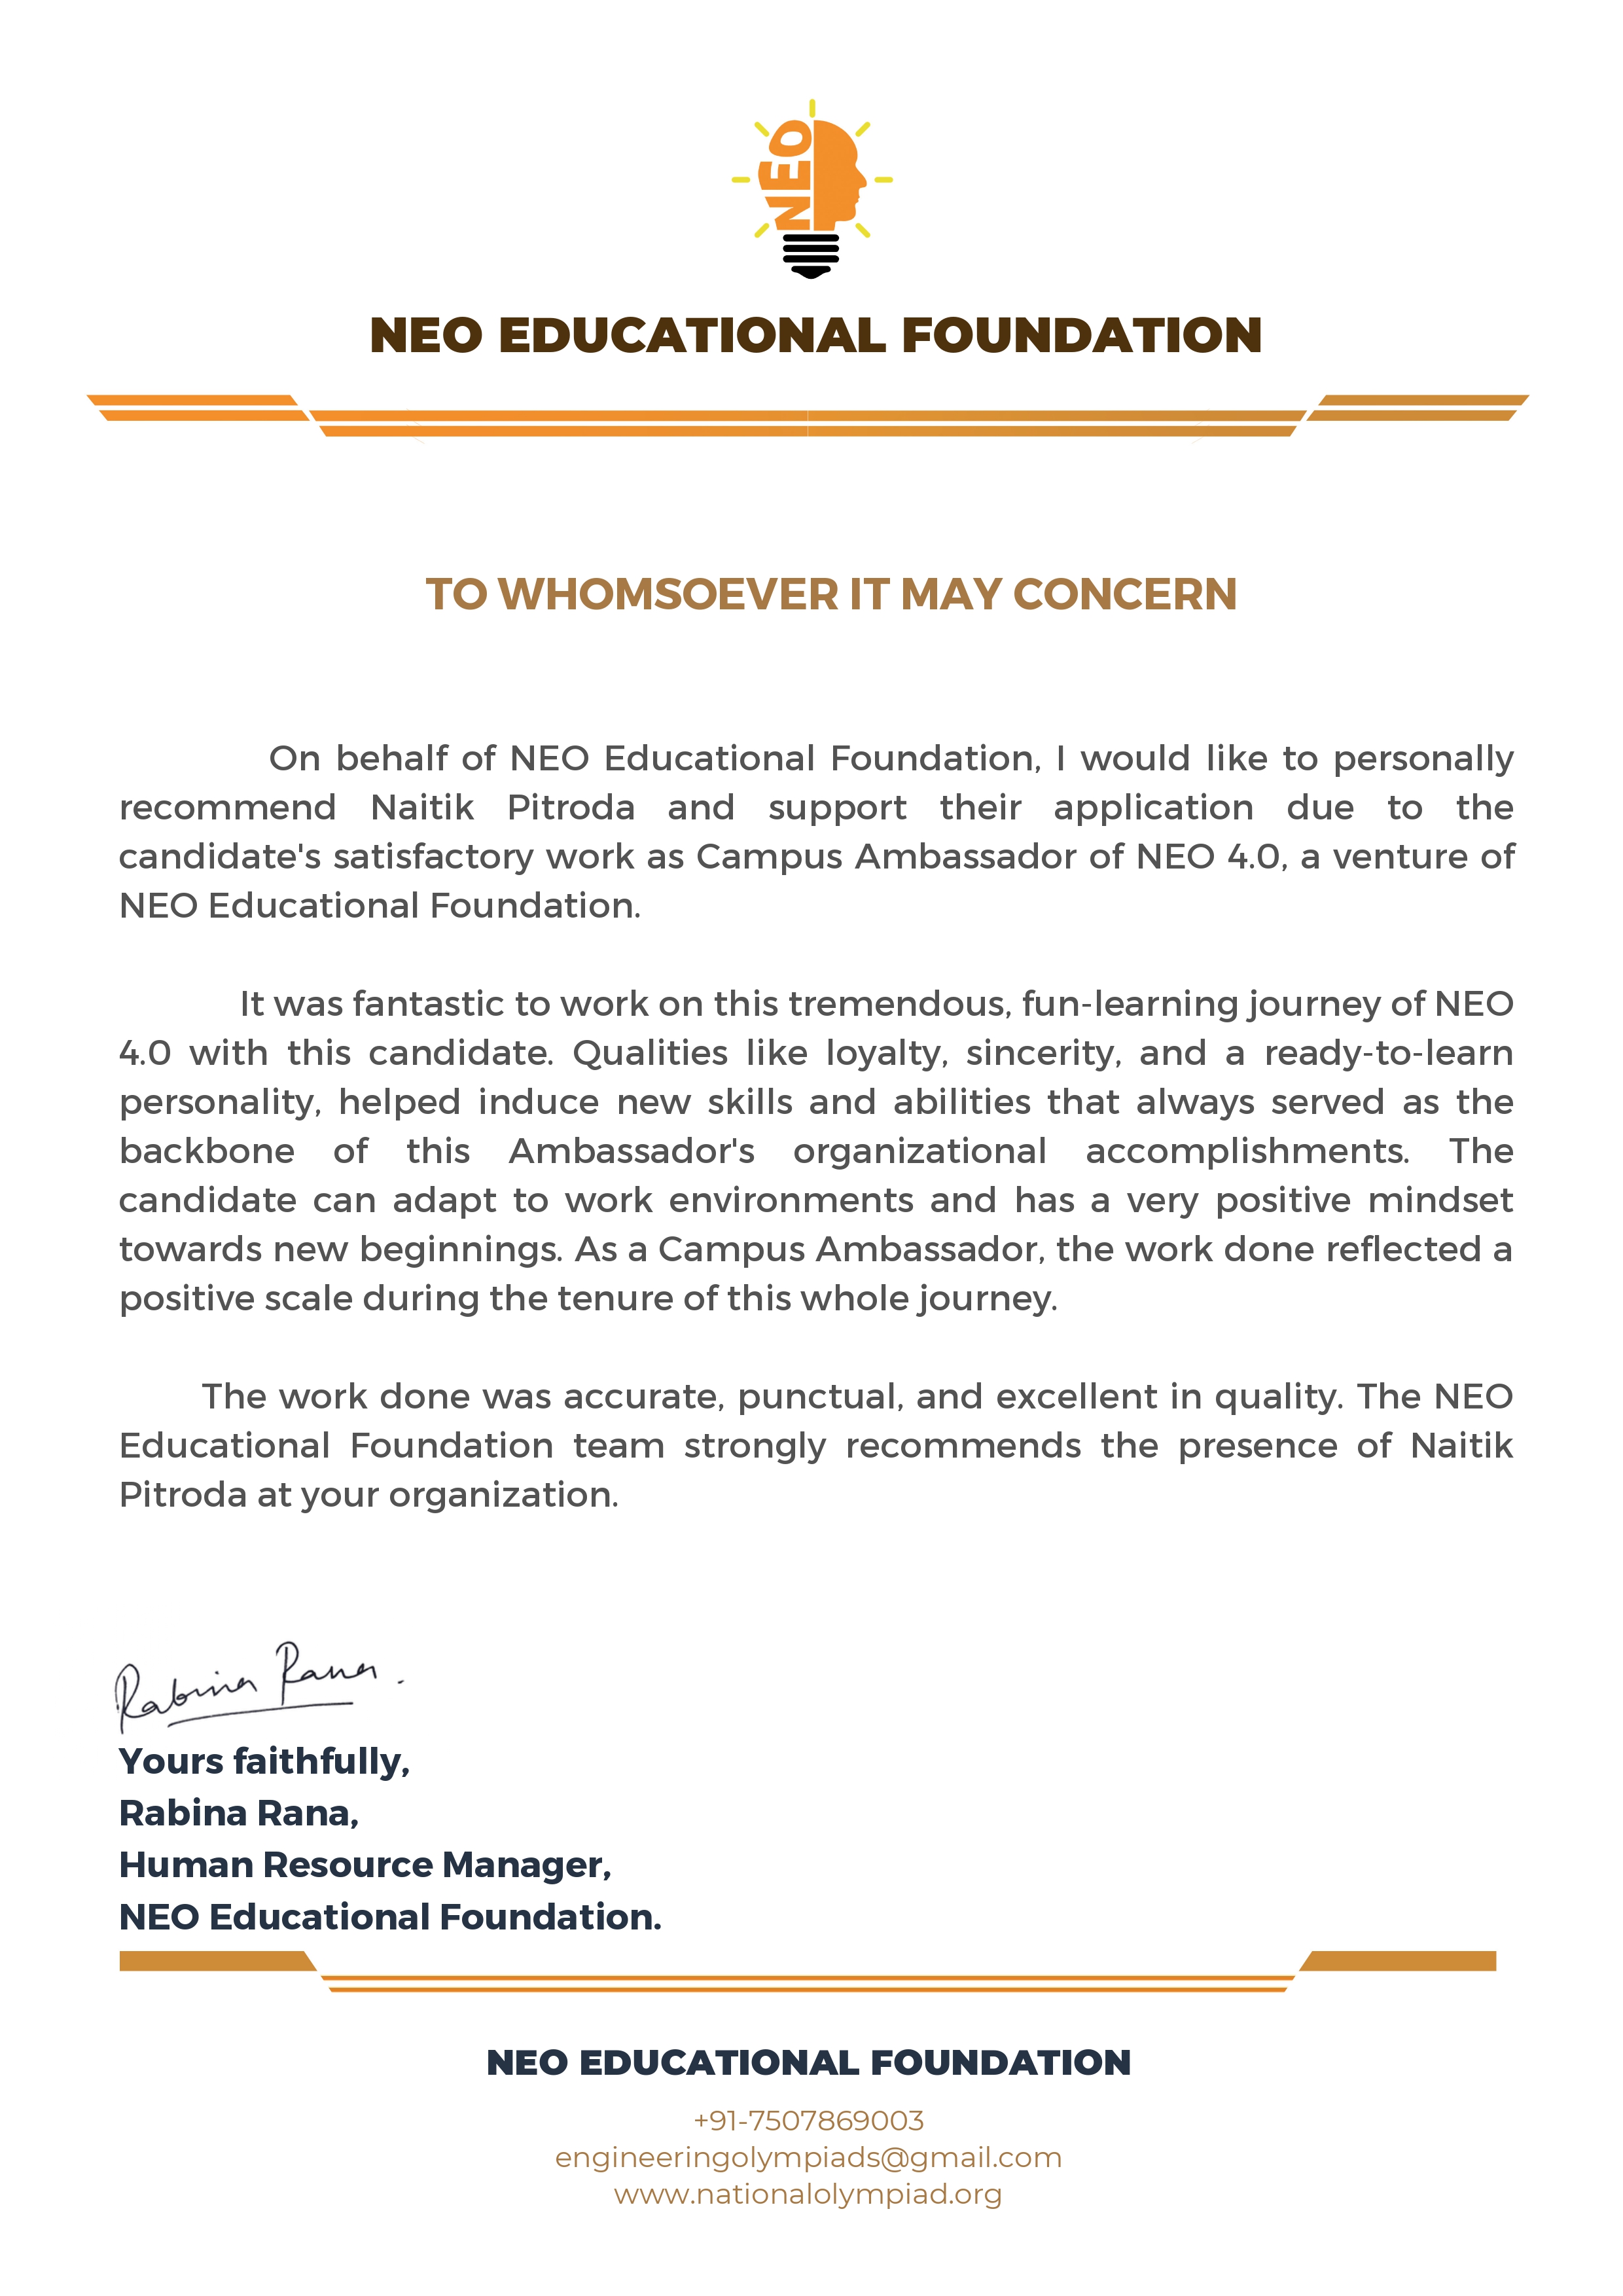 NEO
NEO EDUCATIONAL FOUNDATION
TO WHOMSOEVER IT MAY CONCERN
On behalf of NEO Educational Foundation, I would like to personally
recommend Naitik Pitroda and support their application due to the
candidate's satisfactory work as Campus Ambassador of NEO 4.0, a venture of
NEO Educational Foundation.
It was fantastic to work on this tremendous, fun-learning journey of NEO
4.0 with this candidate. Qualities like loyalty, sincerity, and a ready-to-learn
personality, helped induce new skills and abilities that always served as the
backbone of this Ambassador's organizational accomplishments. The
candidate can adapt to work environments and has a very positive mindset
towards new beginnings. As a Campus Ambassador, the work done reflected a
positive scale during the tenure of this whole journey.
The work done was accurate, punctual, and excellent in quality. The NEO
Educational Foundation team strongly recommends the presence of Naitik
Pitroda at your organization.
Rabina Rana.
Yours faithfully,
Rabina Rana,
Human Resource Manager,
NEO Educational Foundation.
NEO EDUCATIONAL FOUNDATION
+91-7507869003
engineeringolympiads@gmail.com
www.nationalolympiad.org